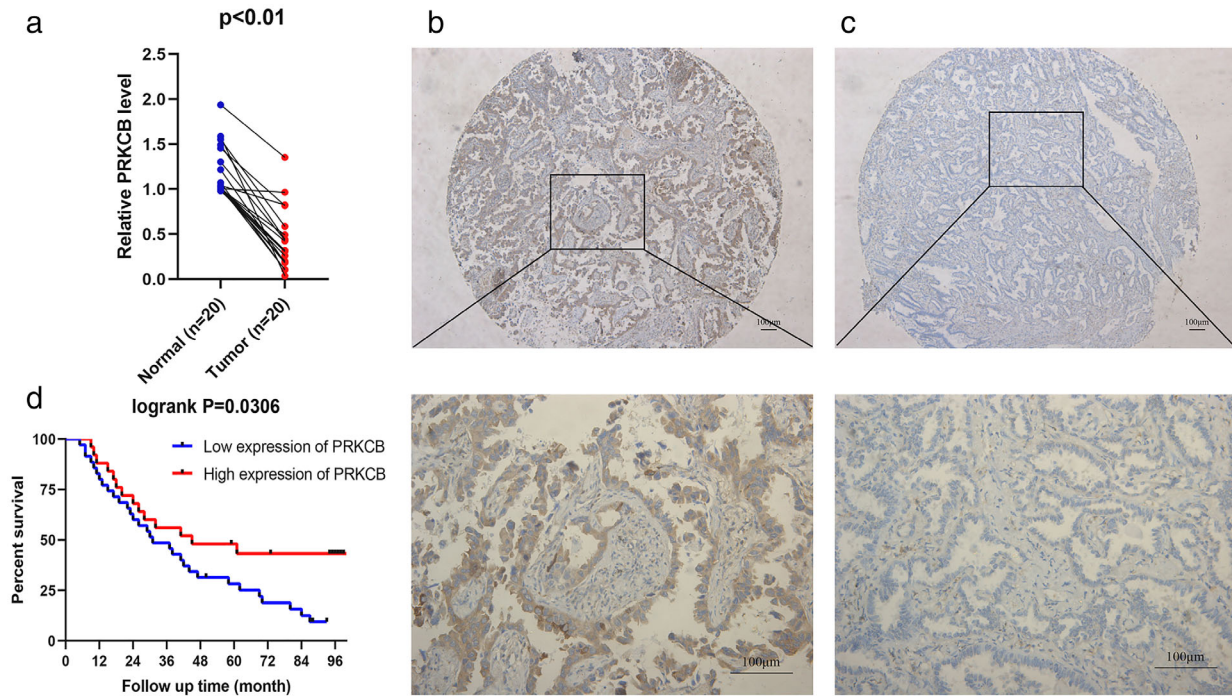 a
p<0.01
Relative PRKCB level
2.5
2.0
1.5
1.0
0.5
0.0
Normal (n=20)
Tumor (n=20)
b
100μm
c
100μm
d
logrank P=0.0306
Low expression of PRKCB
High expression of PRKCB
Percent survival
100
75
50
25
0
0 12 24 36 48 60 72 84 96
Follow up time (month)
100μm
100μm